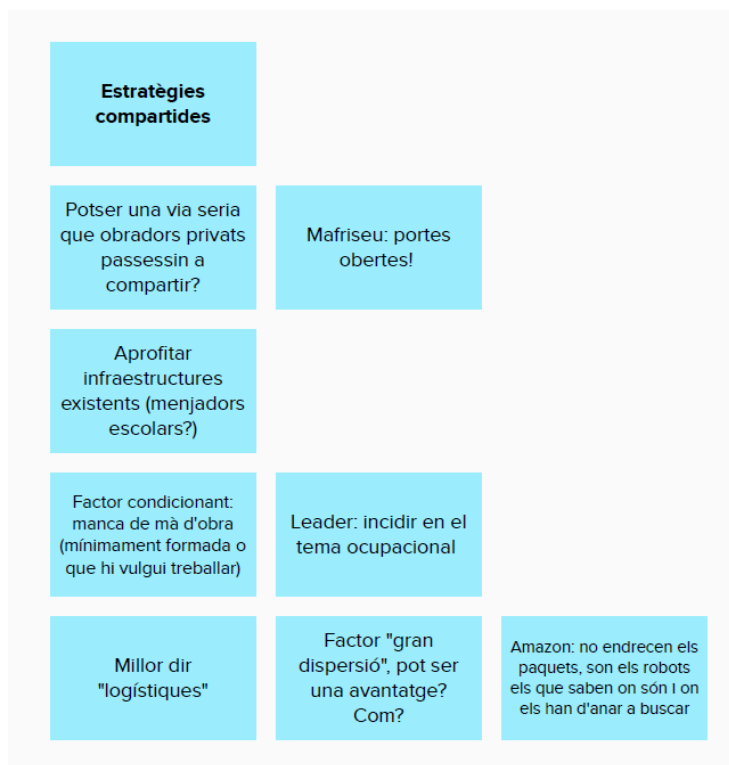 Estratègies
compartides
Potser una via seria
que obradors privats
passessin a
compartir?
Mafriseu: portes
obertes!
Aprofitar
infraestructures
existents (menjadors
escolars?)
Factor condicionant:
manca de mà d'obra
(mínimament formada o
que hi vulgui treballar)
Leader: incidir en el
tema ocupacional
Millor dir
"logístiques"
Factor "gran
dispersió", pot ser
una avantatge?
Com?
Amazon: no endrecen els
paquets, son els robots
els que saben on són I on
els han d'anar a buscar